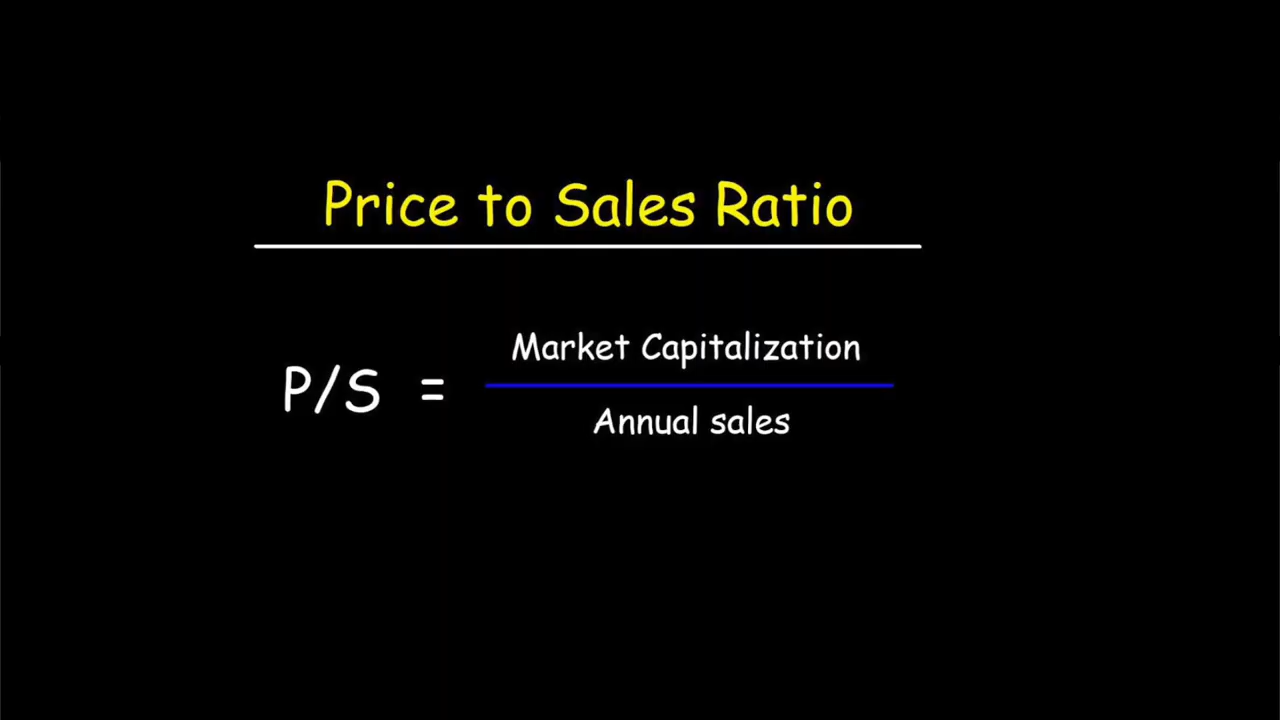 Price to Sales Ratio
Market Capitalization
P/S =
Annual sales